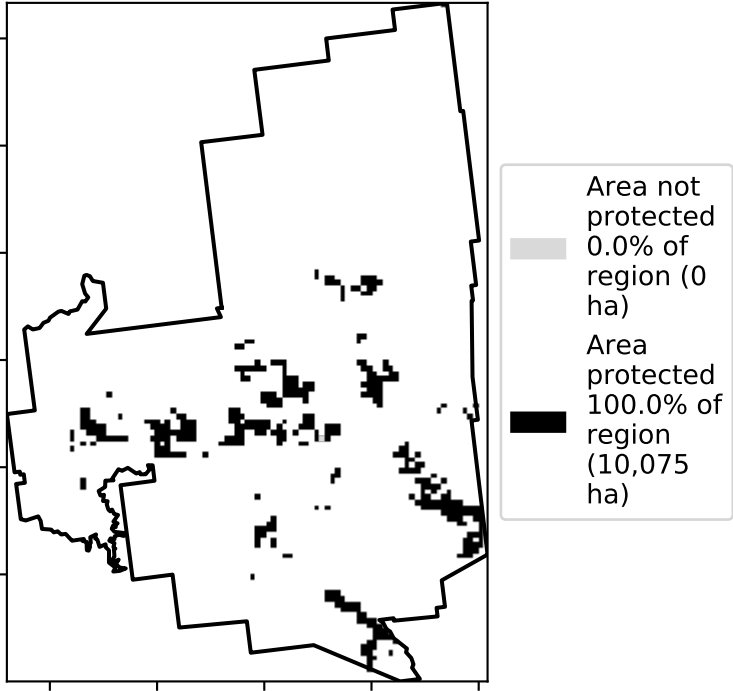 Area not
protected
0.0% of
region (0
ha)
Area
protected
100.0% of
region
(10,075
ha)